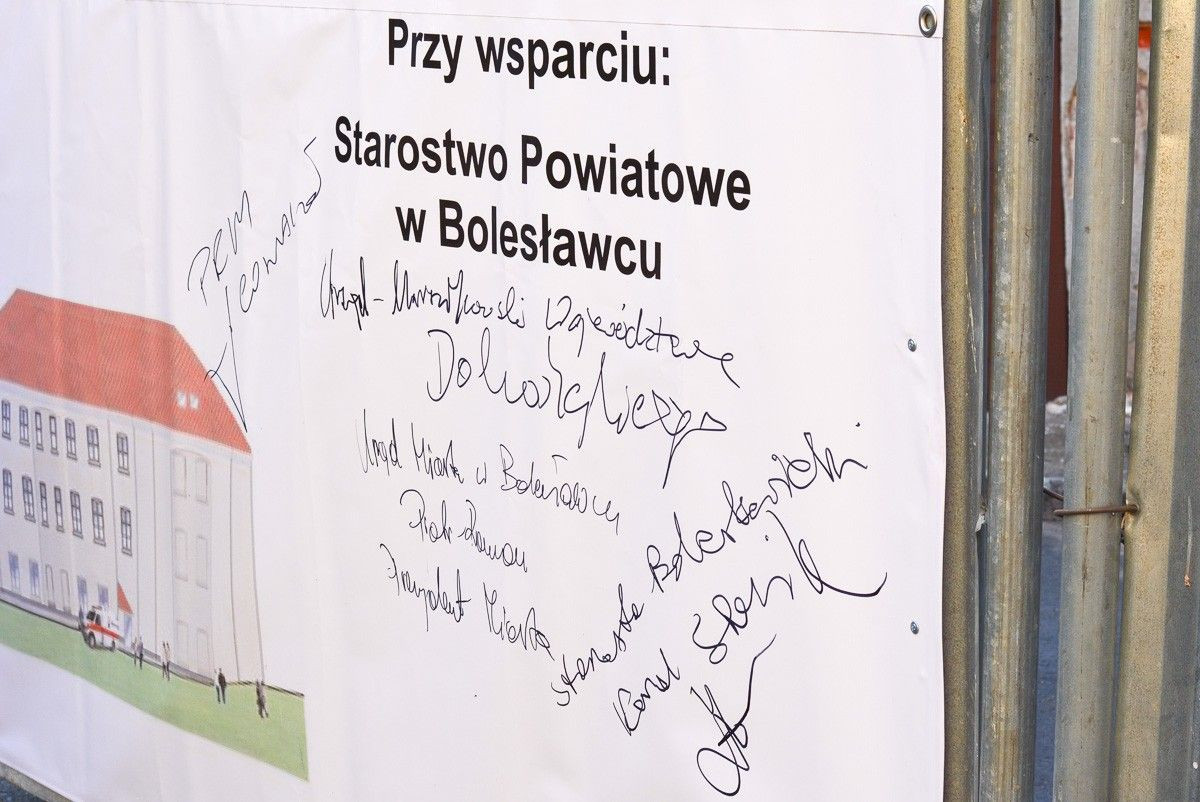 Przy wsparciu:
Starostwo Powiatowe
w Bolesławcu
PRM
Urząd-Marszałkowski Województwa
Dolnośląskiego
Urząd Miasta w Bolesławcu
Piotr Roman
Prezydent Miasta
Starosta Bolesławiecki
Karol Stasik